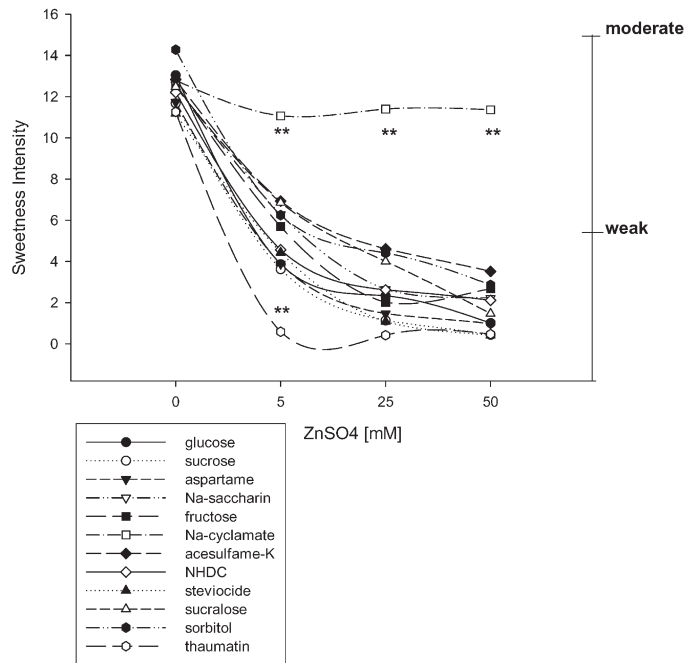 16
14
12
10
8
6
4
2
0
Sweetness Intensity
moderate
weak
**
**
**
**
0 5 25 50
ZnSO4 [mM]
glucose
sucrose
aspartame
Na-saccharin
fructose
Na-cyclamate
acesulfame-K
NHDC
steviocide
sucralose
sorbitol
thaumatin